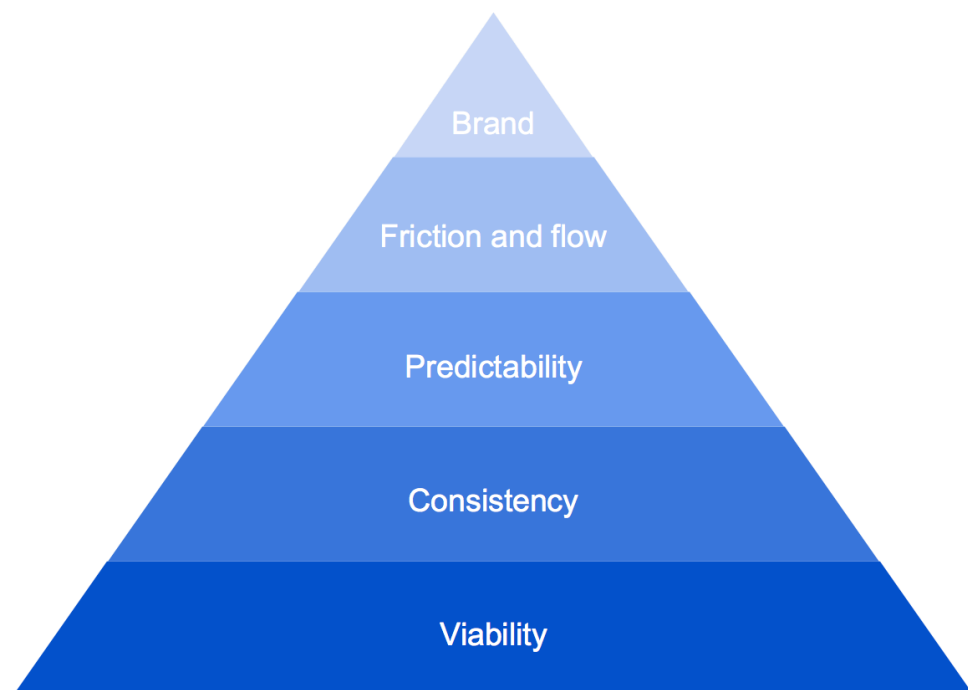 Brand
Friction and flow
Predictability
Consistency
Viability